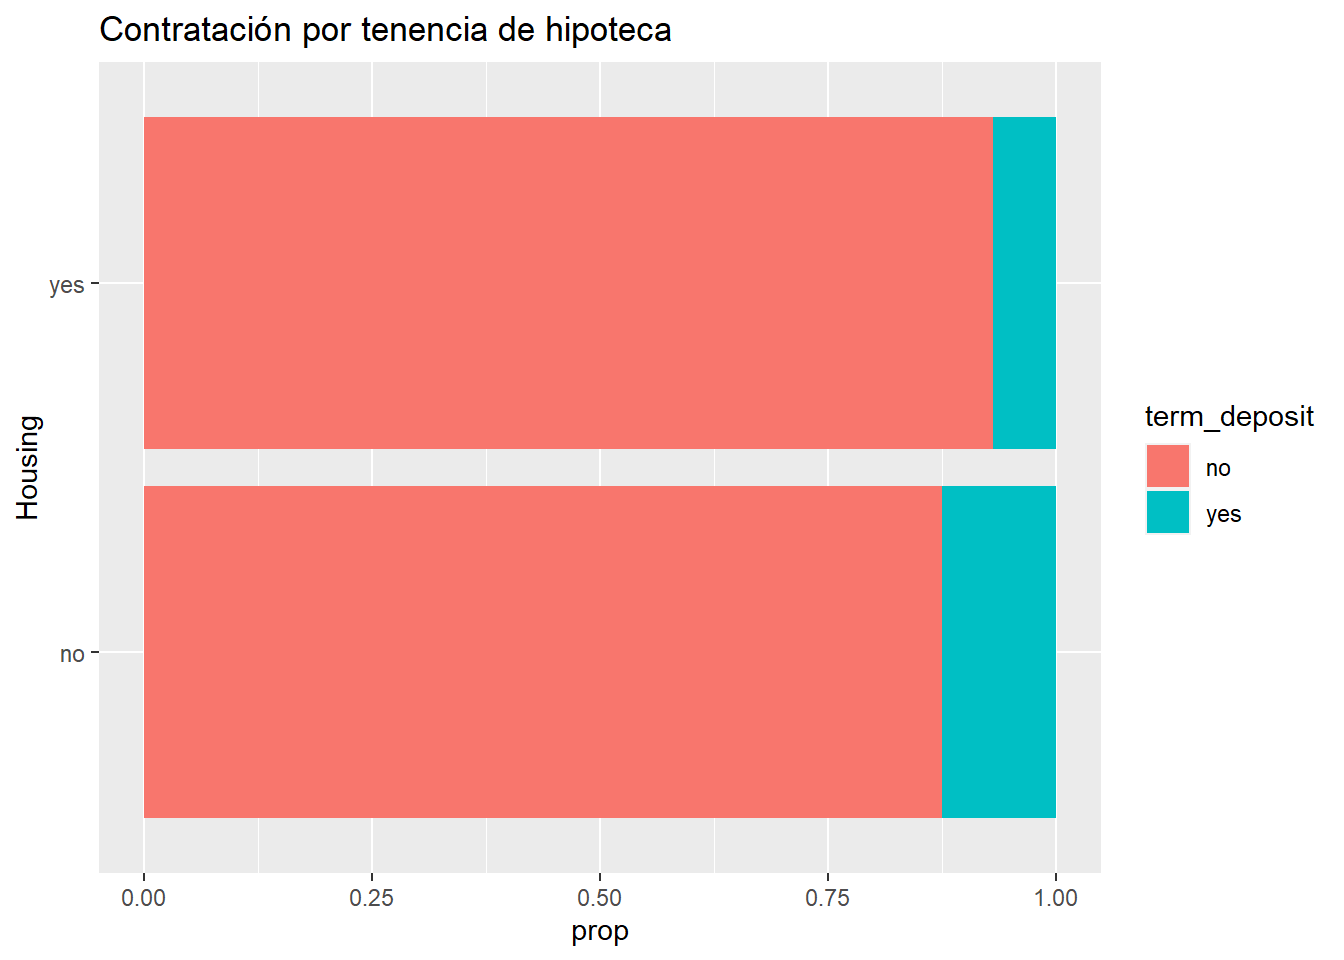 Contratación por tenencia de hipoteca
yes
no
Housing
0.00 0.25 0.50 0.75 1.00
prop
term_deposit
no
yes